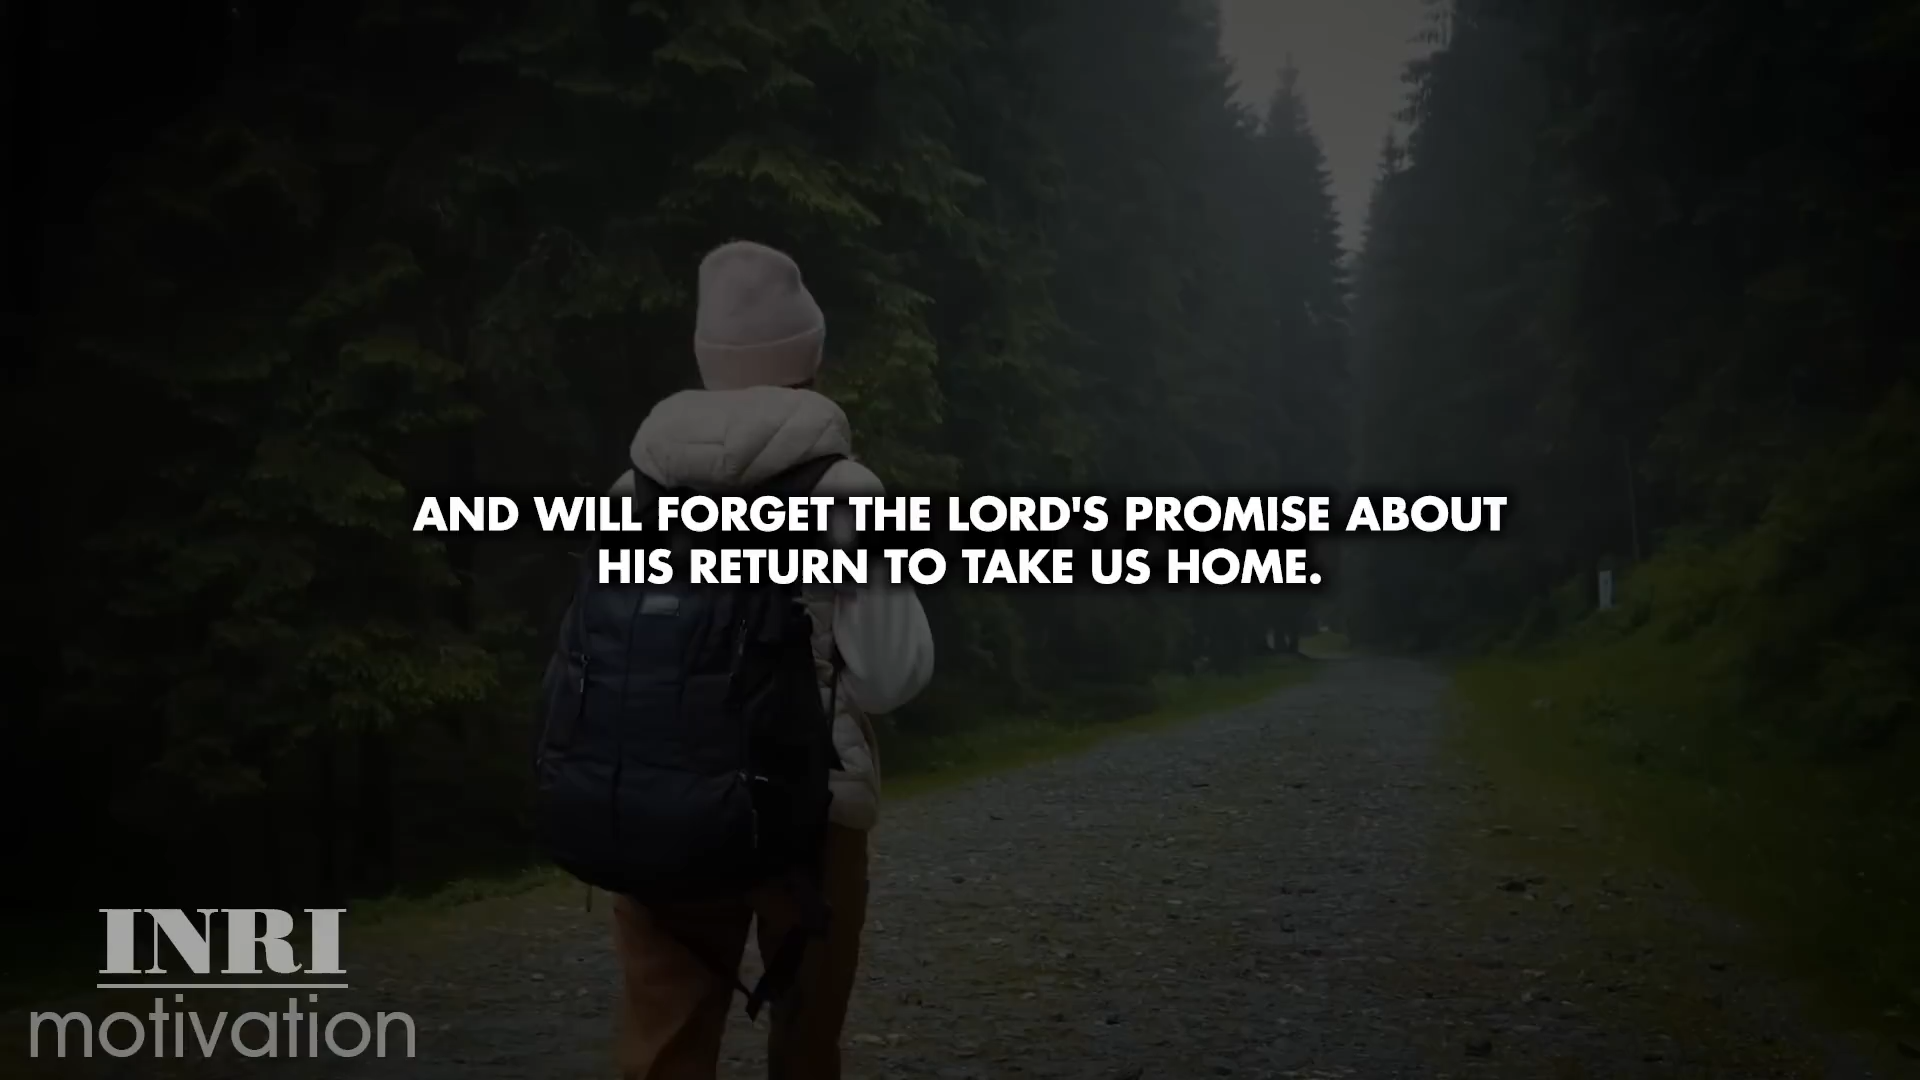 AND WILL FORGET THE LORD'S PROMISE ABOUT
HIS RETURN TO TAKE US HOME.
INRI
motivation